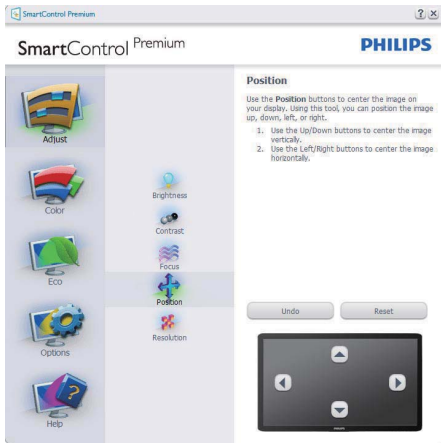 SmartControl Premium
SmartControl Premium
PHILIPS
Adjust
Color
Eco
Options
Help
Brightness
Contrast
Focus
Position
Resolution
Position
Use the Position buttons to center the image on
your display. Using this tool, you can position the image
up, down, left, or right.
1. Use the Up/Down buttons to center the image
vertically.
2. Use the Left/Right buttons to center the image
horizontally.
Undo
Reset
PHILIPS